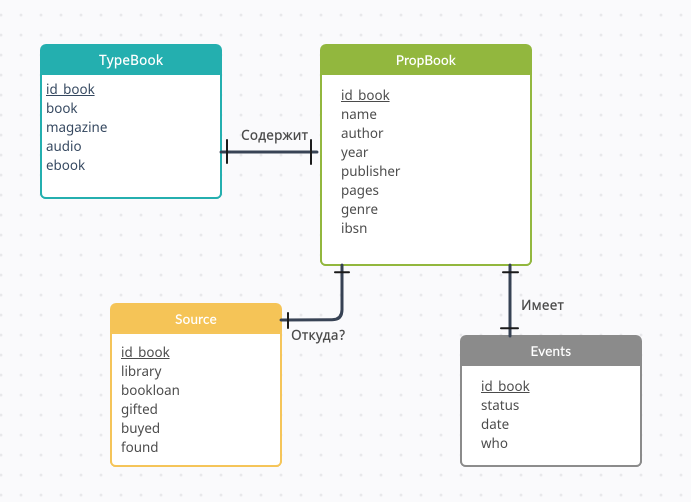 TypeBook
id_book
book
magazine
audio
ebook
Содержит
PropBook
id_book
name
author
year
publisher
pages
genre
ibsn
Source
id_book
library
bookloan
gifted
buyed
found
Откуда?
Имеет
Events
id_book
status
date
who